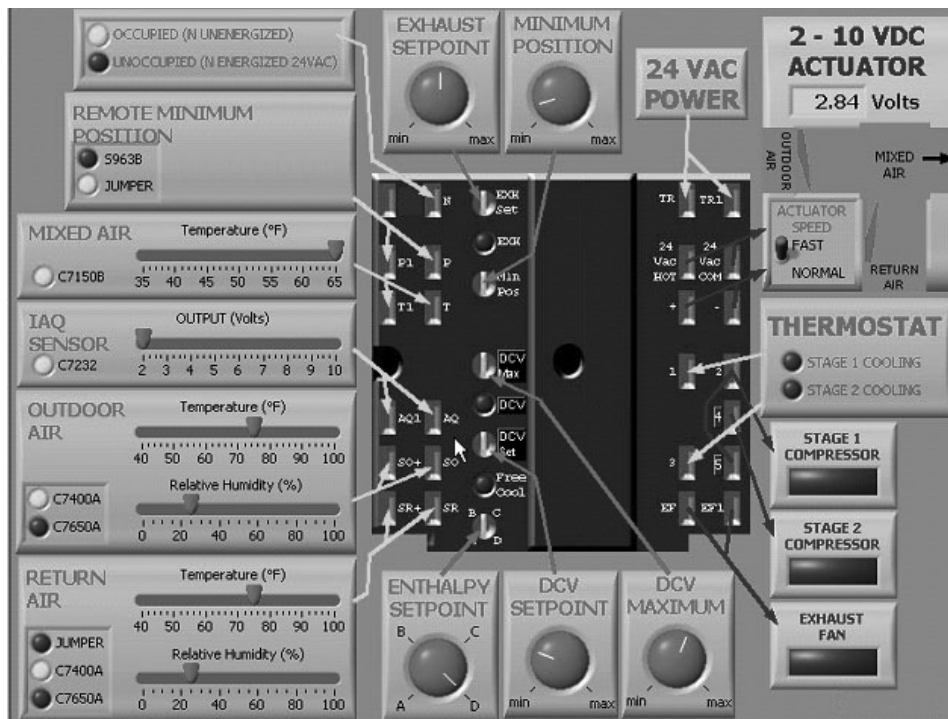 OCCUPIED (N UNENERGIZED)
UNOCCUPIED (N ENERGIZED 24VAC)
REMOTE MINIMUM
POSITION
S963B
JUMPER
MIXED AIR
Temperature (°F)
C7150B
35 40 45 50 55 60 65
IAQ
SENSOR
OUTPUT (Volts)
C7232
2 3 4 5 6 7 8 9 10
OUTDOOR
AIR
Temperature (°F)
40 50 60 70 80 90 100
Relative Humidity (%)
C7400A
C7650A
0 20 40 60 80 100
RETURN
AIR
Temperature (°F)
40 50 60 70 80 90 100
JUMPER
C7400A
C7650A
Relative Humidity (%)
0 20 40 60 80 100
EXHAUST
SETPOINT
min max
MINIMUM
POSITION
min max
24 VAC
POWER
2 - 10 VDC
ACTUATOR
2.84 Volts
OUTDOOR
AIR
MIXED
AIR
RETURN
AIR
ACTUATOR
SPEED
FAST
NORMAL
N
EXH
Set
P1 P
EXH
T1 T
Min
Pos
DCV
Max
AQ1 AQ
DCV
SO+ SO
DCV
Set
SR+ SR
Free
Cool
B C
A D
TR TR1
24
Vac
HOT
24
Vac
COM
+ -
1 2
4
3 5
EF EF1
THERMOSTAT
STAGE 1 COOLING
STAGE 2 COOLING
STAGE 1
COMPRESSOR
STAGE 2
COMPRESSOR
EXHAUST
FAN
ENTHALPY
SETPOINT
B C
A D
DCV
SETPOINT
min max
DCV
MAXIMUM
min max